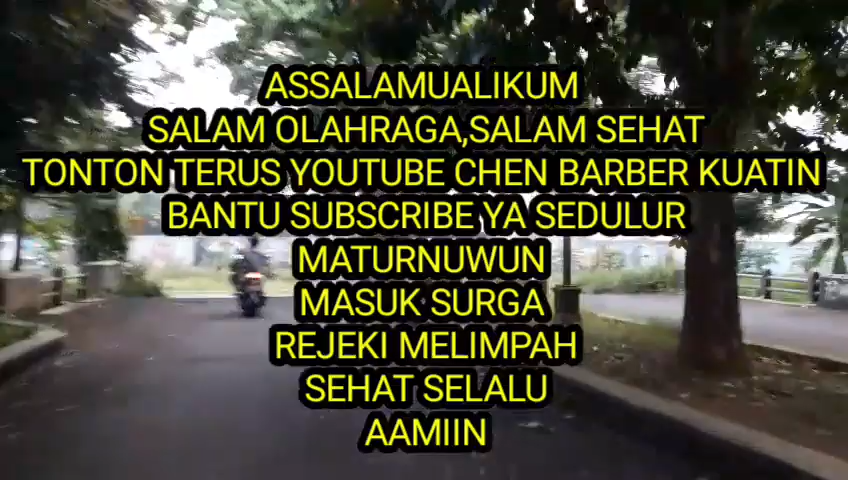 ASSALAMUALIKUM
SALAM OLAHRAGA,SALAM SEHAT
TONTON TERUS YOUTUBE CHEN BARBER KUATIN
BANTU SUBSCRIBE YA SEDULUR
MATURNUWUN
MASUK SURGA
REJEKI MELIMPAH
SEHAT SELALU
AAMIIN